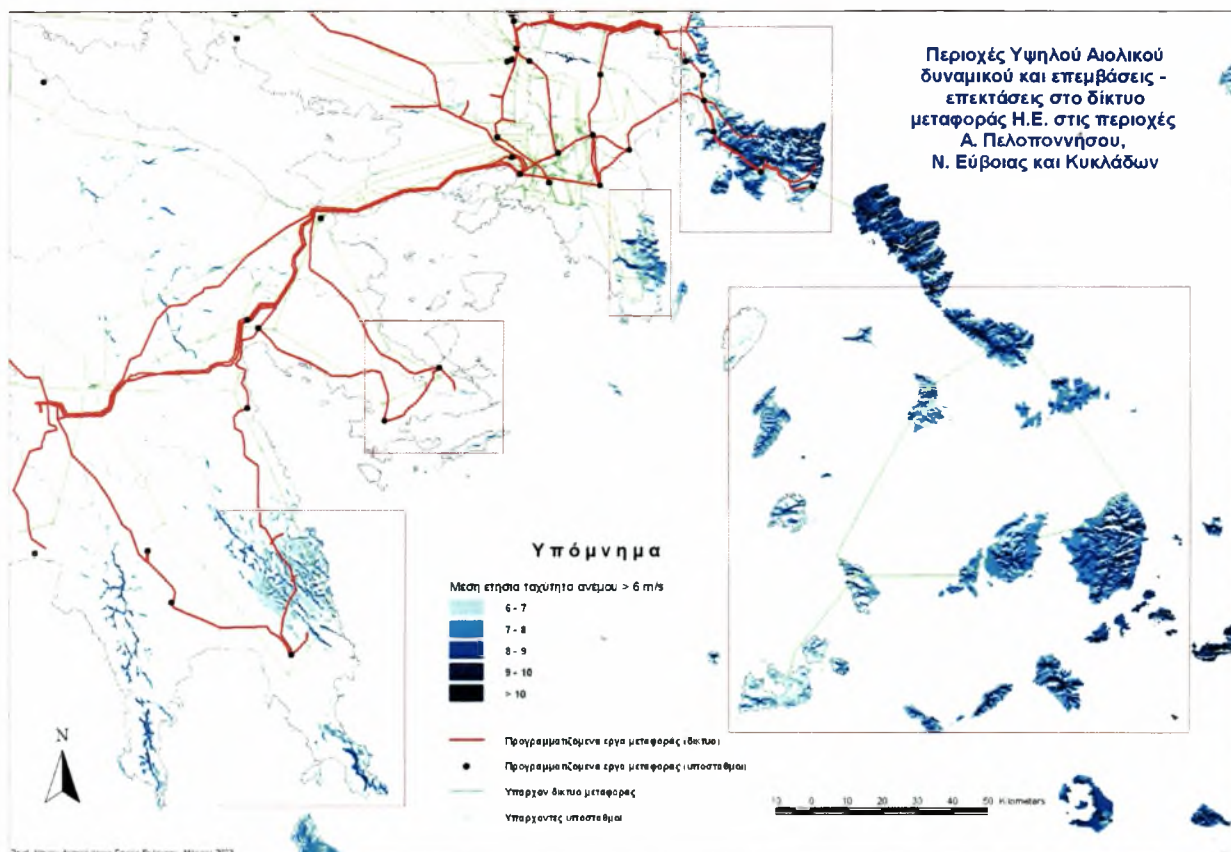 Περιοχές Υψηλού Αιολικού
δυναμικού και επεμβάσεις -
επεκτάσεις στο δίκτυο
μεταφοράς Η.Ε. στις περιοχές
Α. Πελοποννήσου,
Ν. Εύβοιας και Κυκλάδων
Υπόμνημα
Μέση ετήσια ταχύτητα ανέμου > 6 m/s
6 - 7
7 - 8
8 - 9
9 - 10
> 10
Προγραμματιζόμενα έργα μεταφοράς (δίκτυο)
Προγραμματιζόμενα έργα μεταφοράς (υποσταθμοί)
Υπάρχον δίκτυο μεταφοράς
Υπάρχοντες υποσταθμοί
N
10 0 10 20 30 40 50 Kilometers